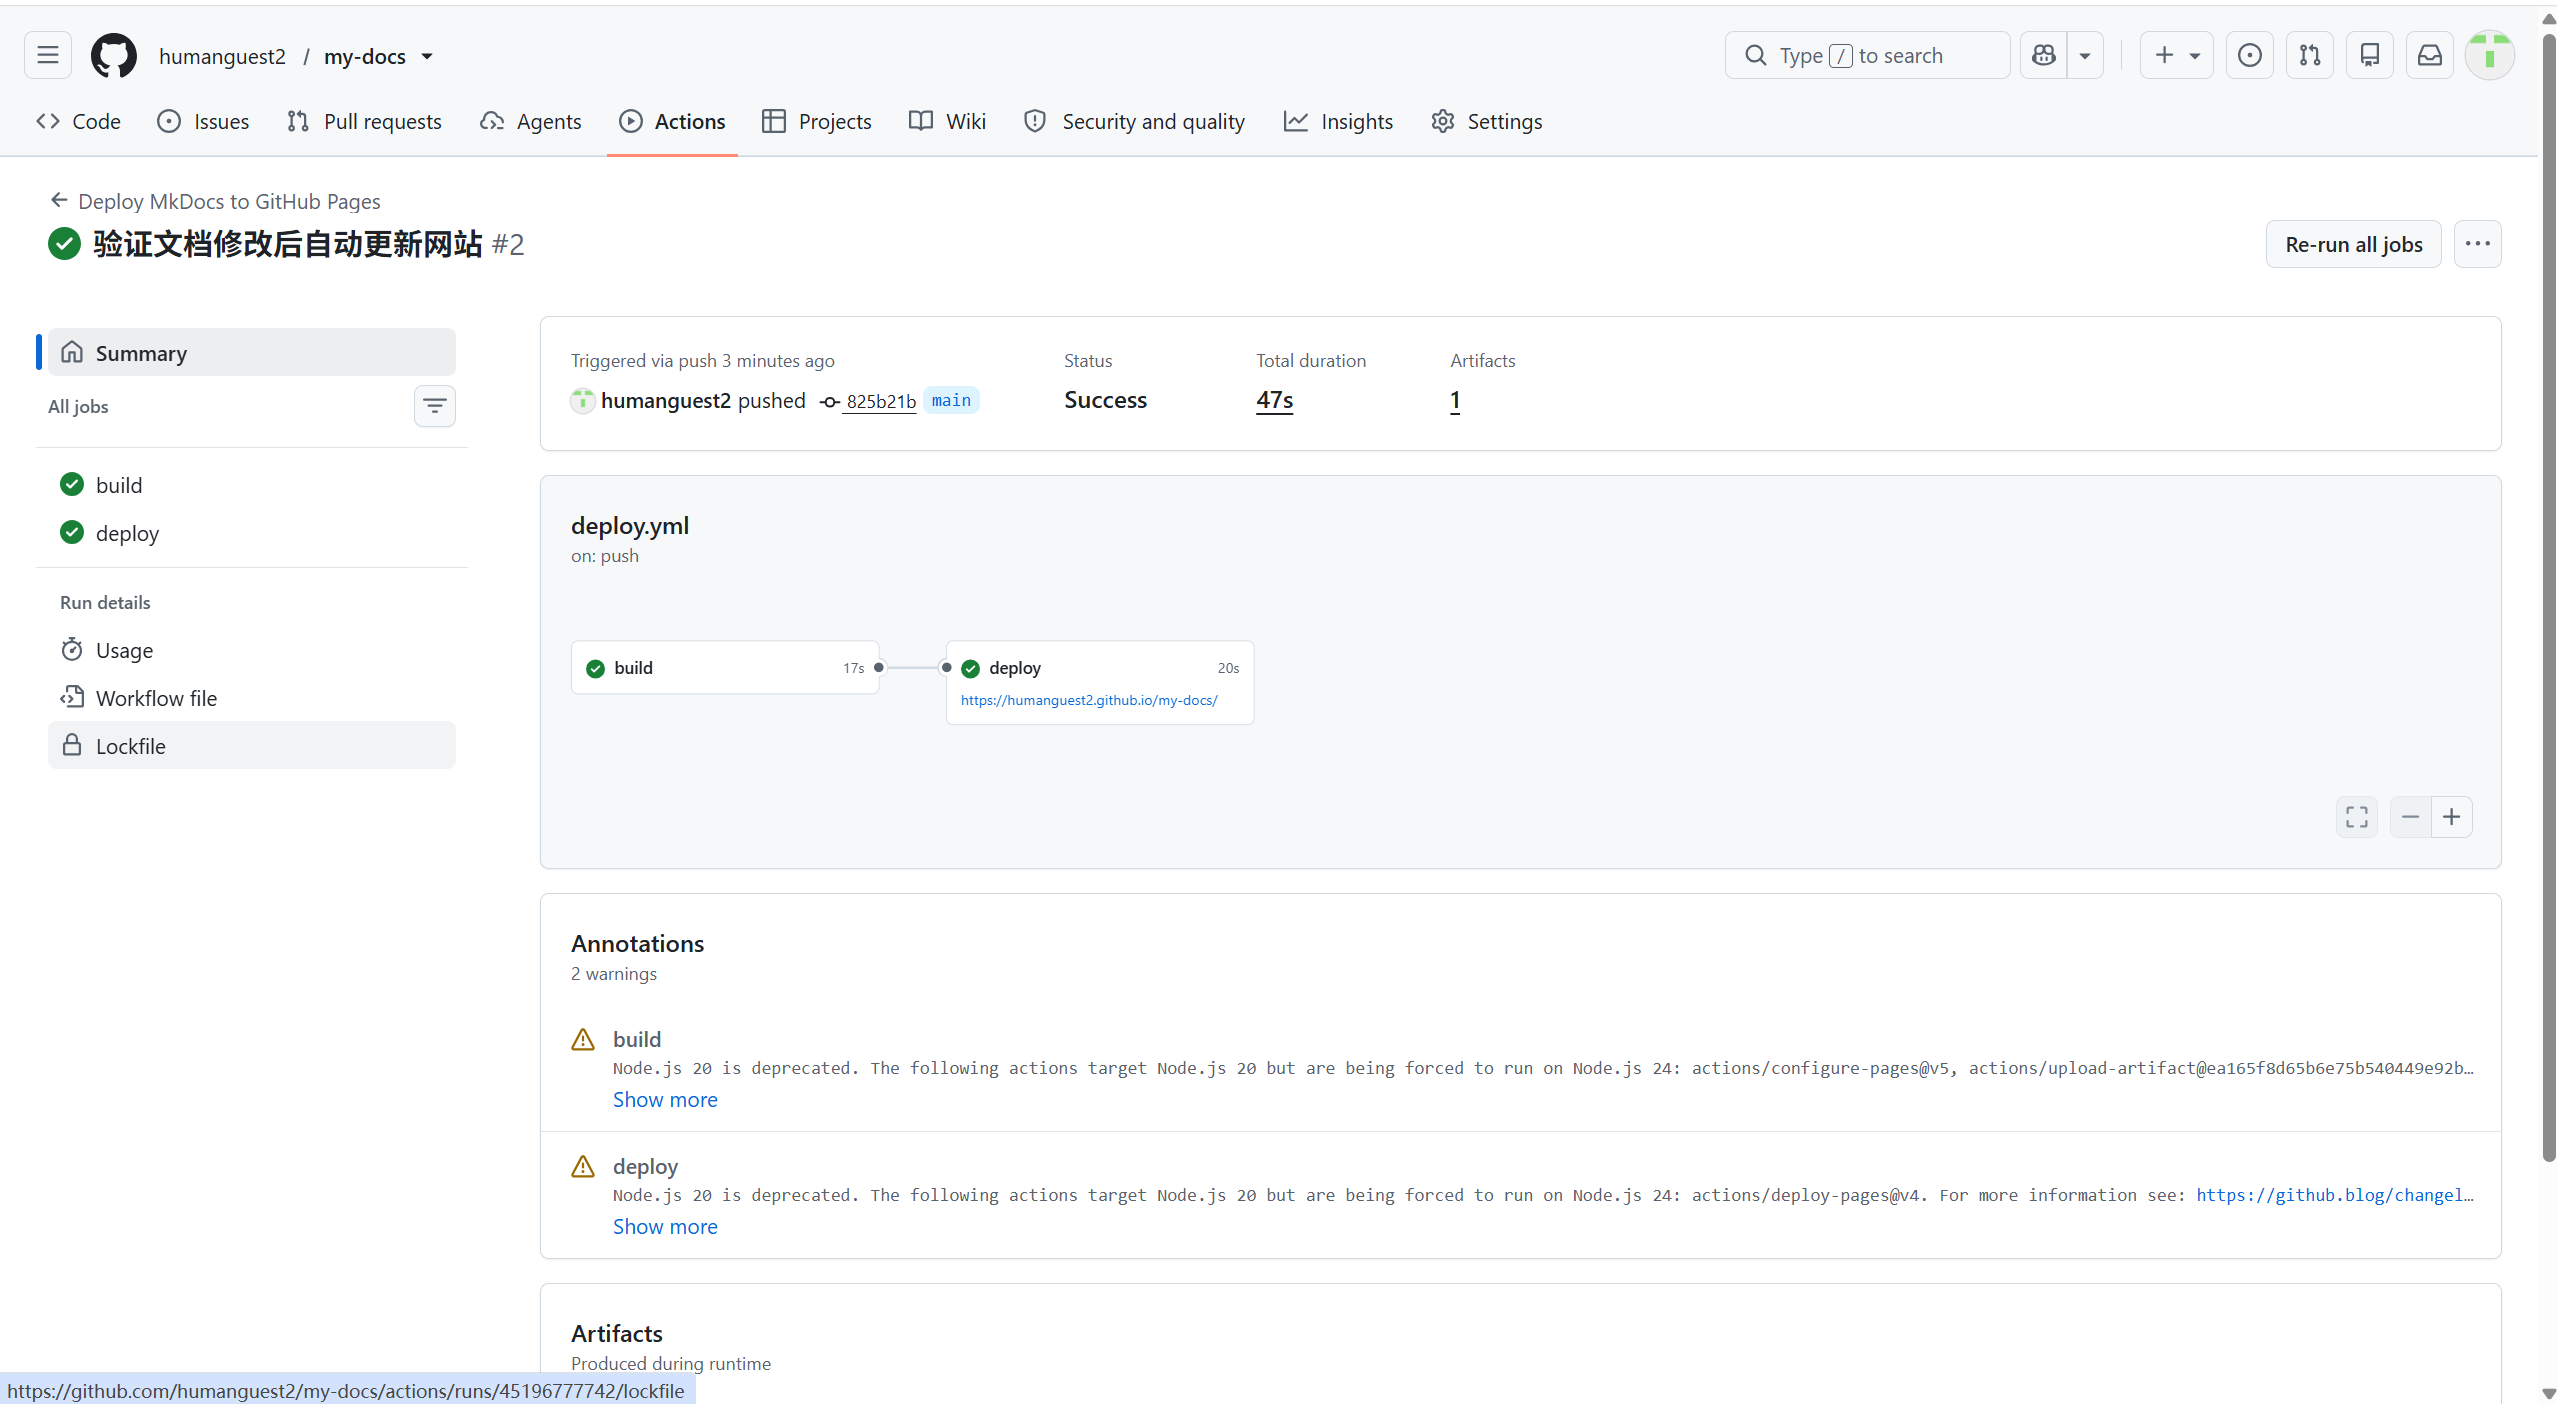 humanguest2 / my-docs
Type / to search
Code Issues Pull requests Agents Actions Projects Wiki Security and quality Insights Settings
Deploy MkDocs to GitHub Pages
验证文档修改后自动更新网站 #2
Re-run all jobs
Summary
All jobs
build
deploy
Run details
Usage
Workflow file
Lockfile
Triggered via push 3 minutes ago
humanguest2 pushed 825b21b main
Status
Success
Total duration
47s
Artifacts
1
deploy.yml
on: push
build 17s
deploy 20s
https://humanguest2.github.io/my-docs/
Annotations
2 warnings
build
Node.js 20 is deprecated. The following actions target Node.js 20 but are being forced to run on Node.js 24: actions/configure-pages@v5, actions/upload-artifact@ea165f8d65b6e75b540449e92b…
Show more
deploy
Node.js 20 is deprecated. The following actions target Node.js 20 but are being forced to run on Node.js 24: actions/deploy-pages@v4. For more information see: https://github.blog/changel…
Show more
Artifacts
Produced during runtime
https://github.com/humanguest2/my-docs/actions/runs/45196777742/lockfile